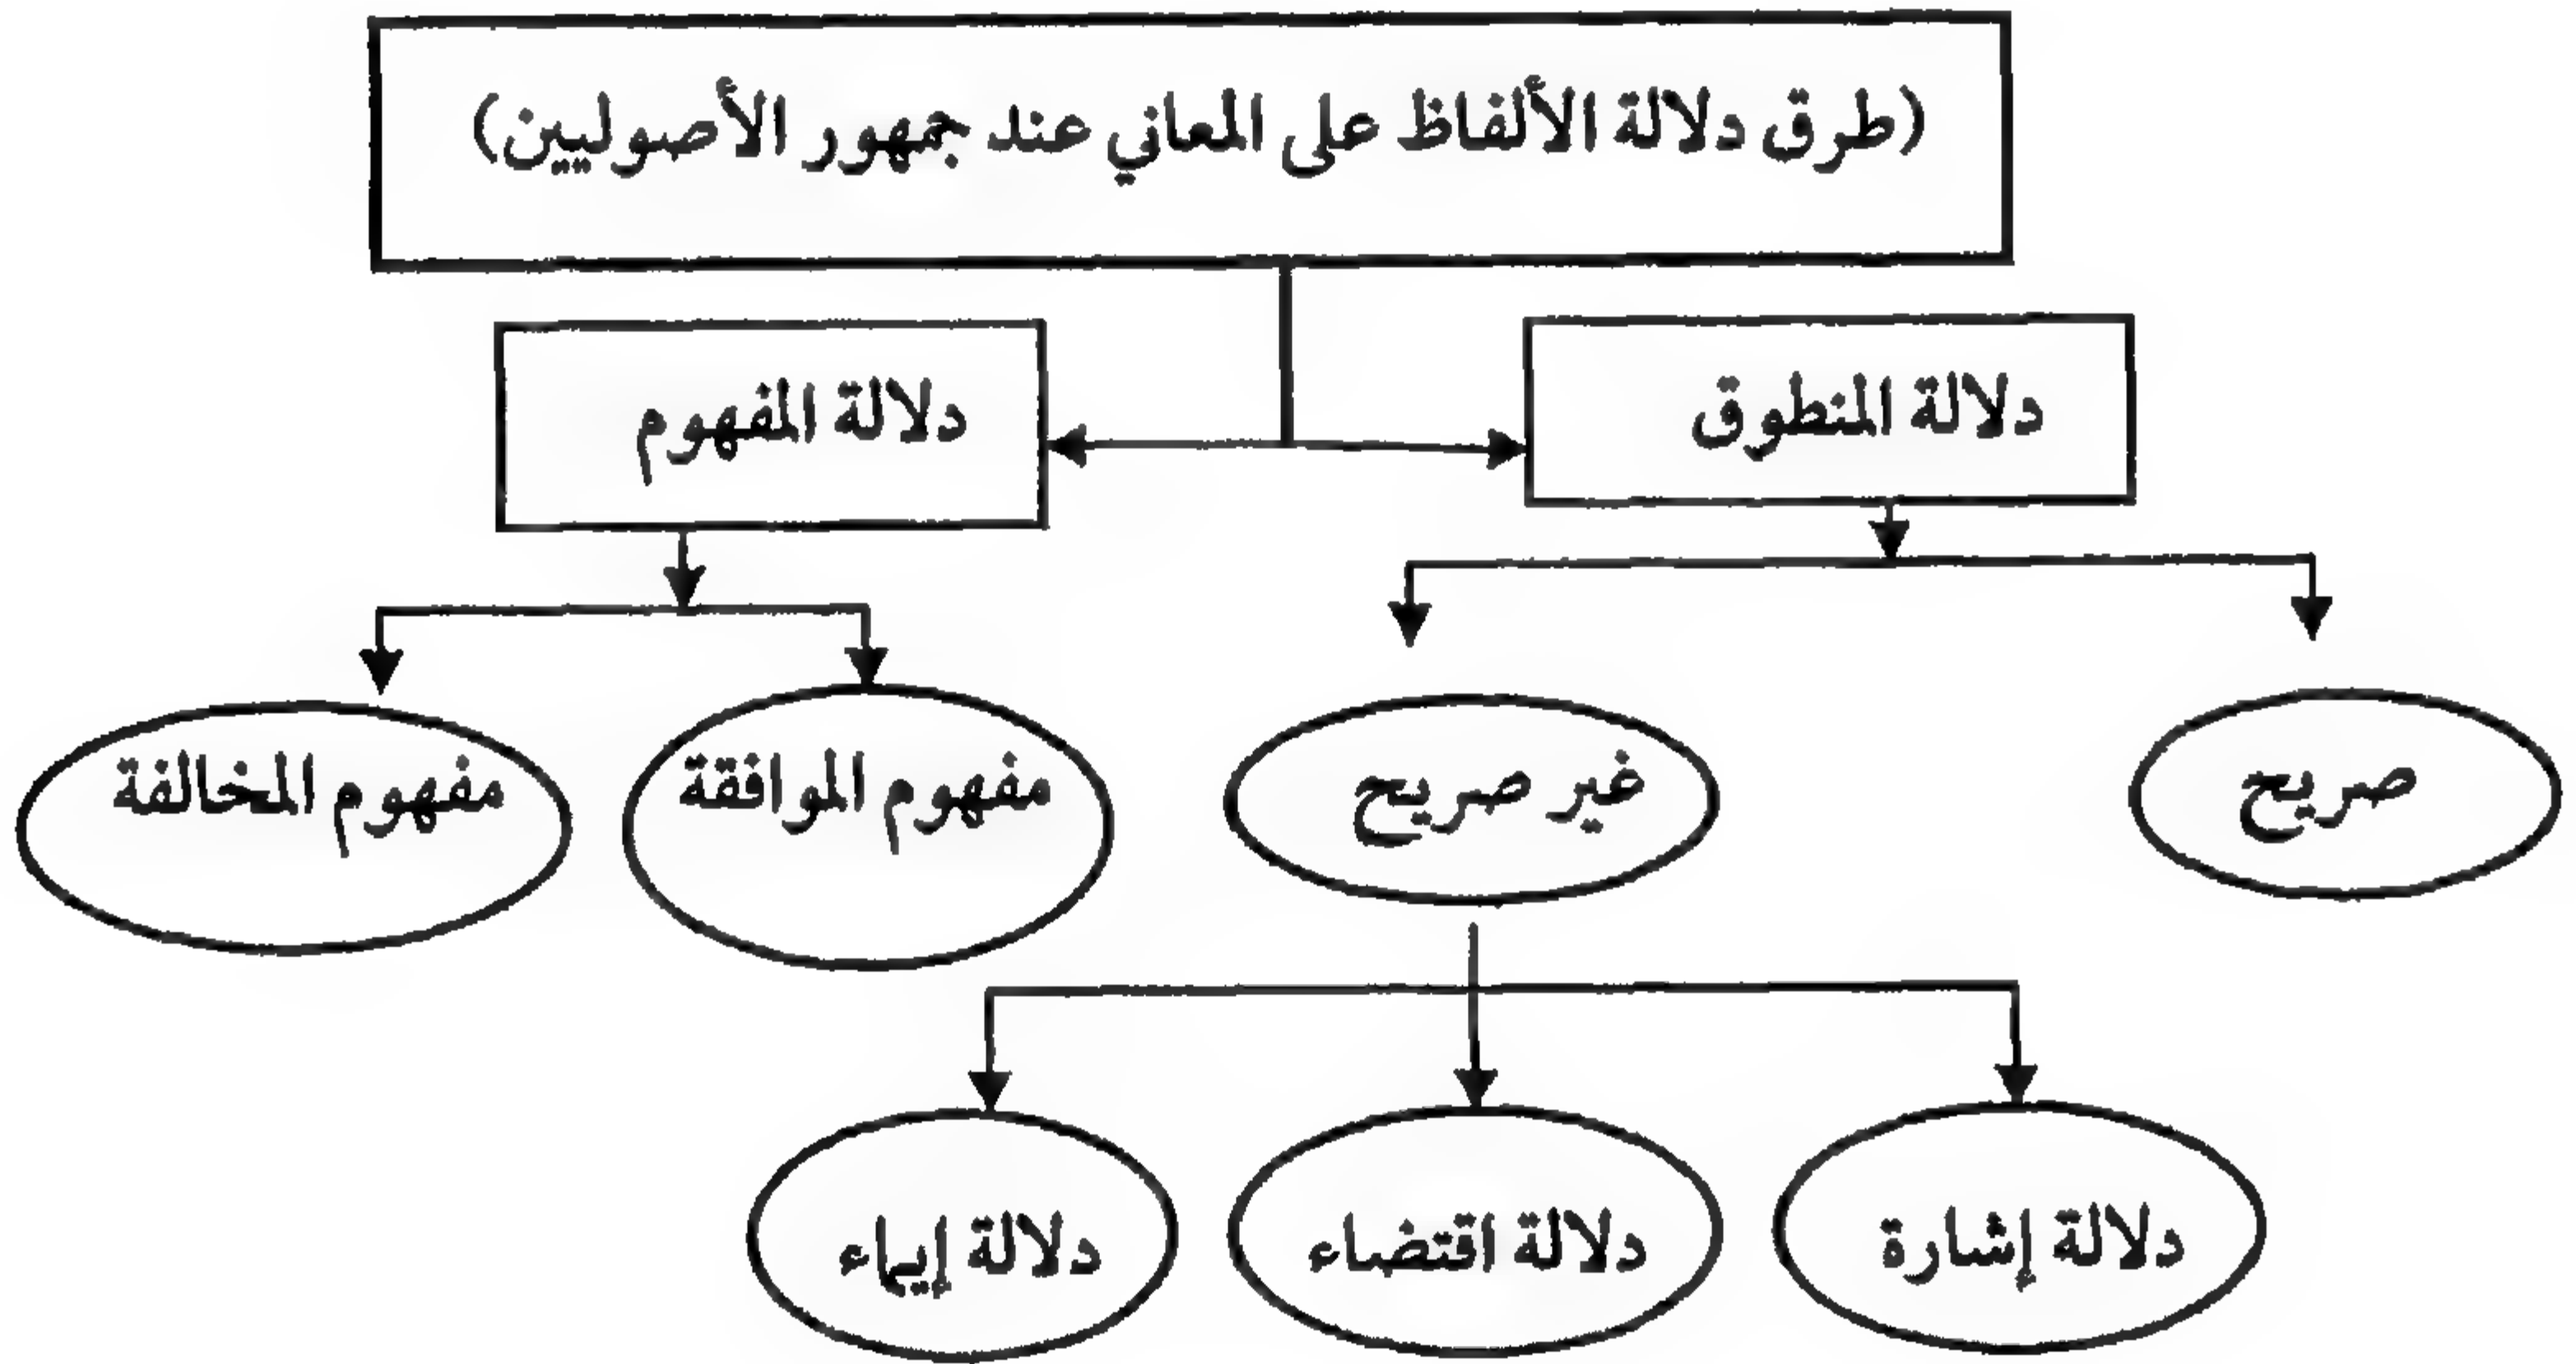 (طرق دلالة الألفاظ على المعاني عند جمهور الأصوليين)
دلالة المنطوق
دلالة المفهوم
صريح
غير صريح
مفهوم الموافقة
مفهوم المخالفة
دلالة إشارة
دلالة اقتضاء
دلالة إيماء